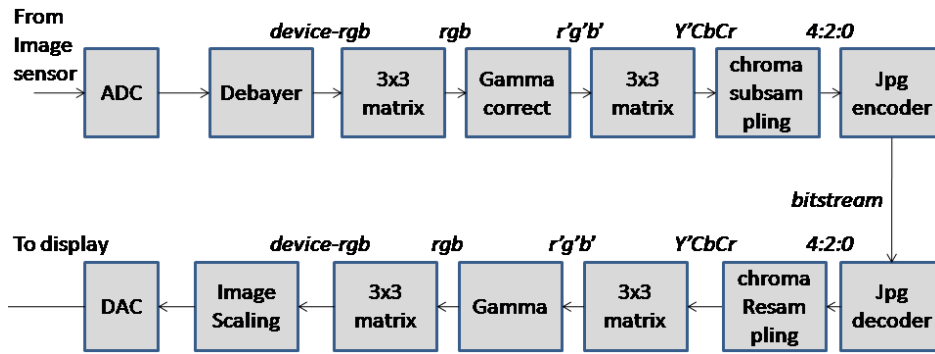 From
Image
sensor
device-rgb
rgb
r'g'b'
Y'CbCr
4:2:0
ADC
Debayer
3x3
matrix
Gamma
correct
3x3
matrix
chroma
subsam
pling
Jpg
encoder
bitstream
To display
device-rgb
rgb
r'g'b'
Y'CbCr
4:2:0
DAC
Image
Scaling
3x3
matrix
Gamma
3x3
matrix
chroma
Resam
pling
Jpg
decoder